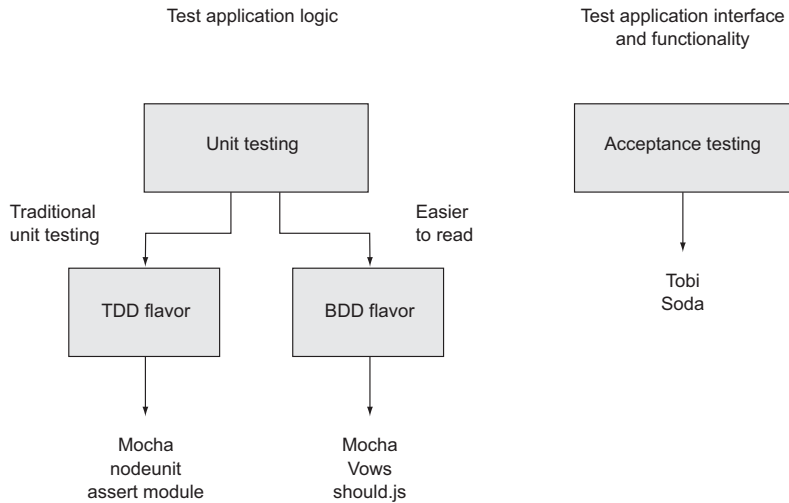 Test application logic
Test application interface
and functionality
Unit testing
Acceptance testing
Traditional
unit testing
Easier
to read
TDD flavor
BDD flavor
Tobi
Soda
Mocha
nodeunit
assert module
Mocha
Vows
should.js